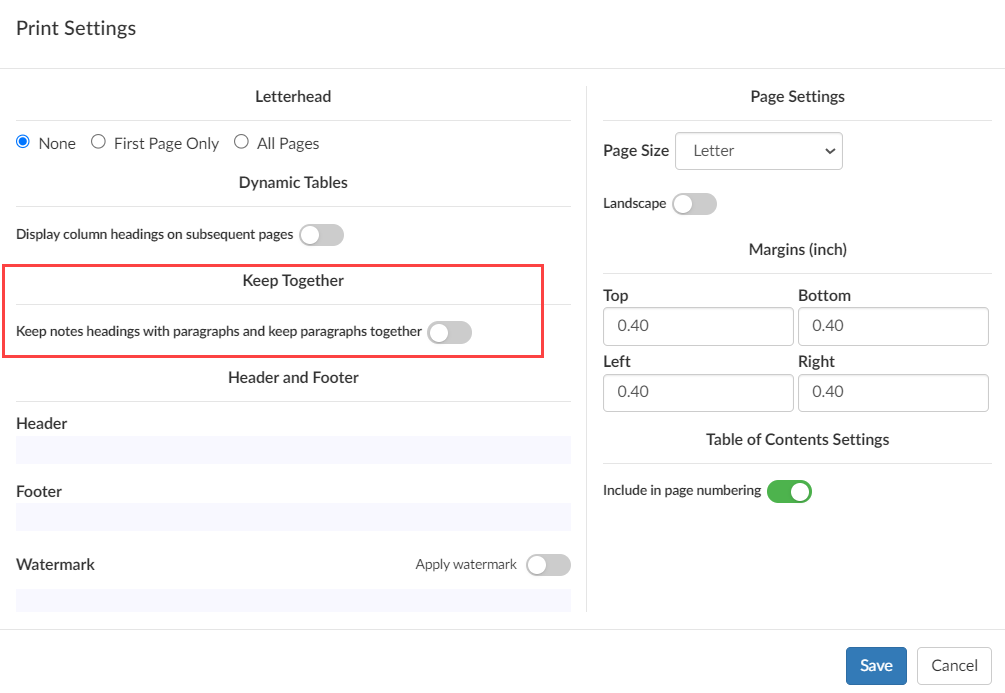 Print Settings
Letterhead
None First Page Only All Pages
Dynamic Tables
Display column headings on subsequent pages
Keep Together
Keep notes headings with paragraphs and keep paragraphs together
Header and Footer
Header
Footer
Watermark Apply watermark
Page Settings
Page Size Letter
Landscape
Margins (inch)
Top Bottom
0.40 0.40
Left Right
0.40 0.40
Table of Contents Settings
Include in page numbering
Save Cancel